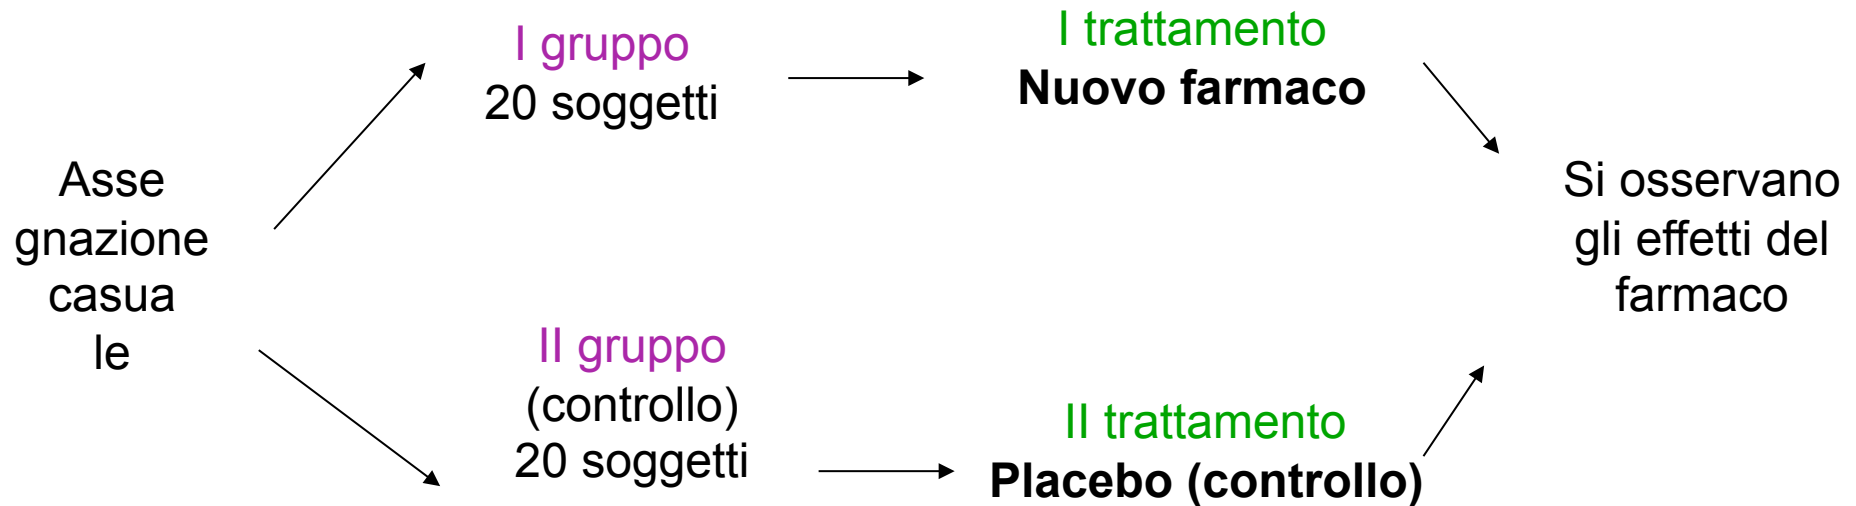 Asse
gnazione
casua
le
I gruppo
20 soggetti
I trattamento
Nuovo farmaco
II gruppo
(controllo)
20 soggetti
II trattamento
Placebo (controllo)
Si osservano
gli effetti del
farmaco